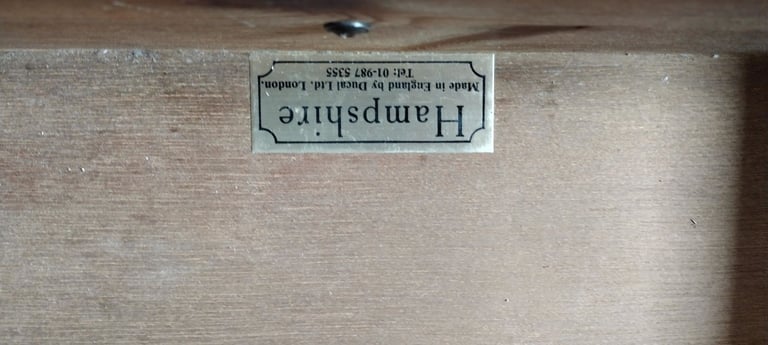 Hampshire
Made in England by Ducal Ltd. London.
Tel: 01-987 5355